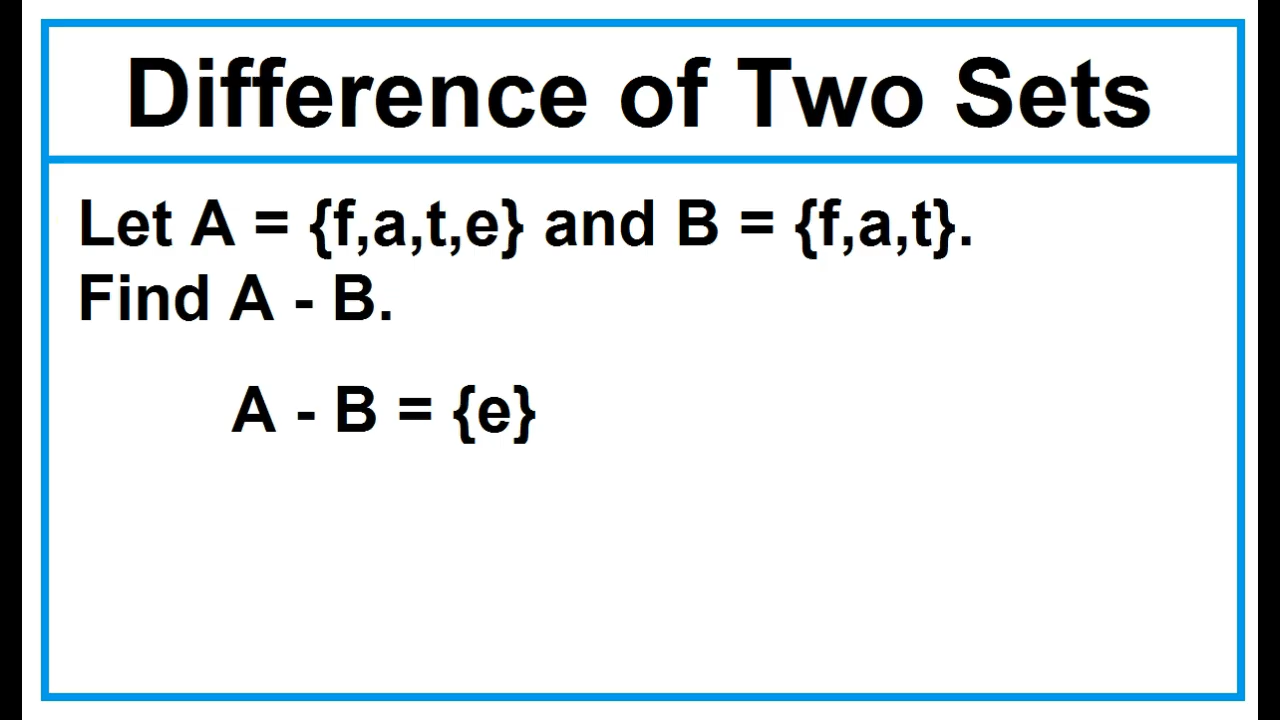 Difference of Two Sets
Let A = {f,a,t,e} and B = {f,a,t}.
Find A - B.
A - B = {e}